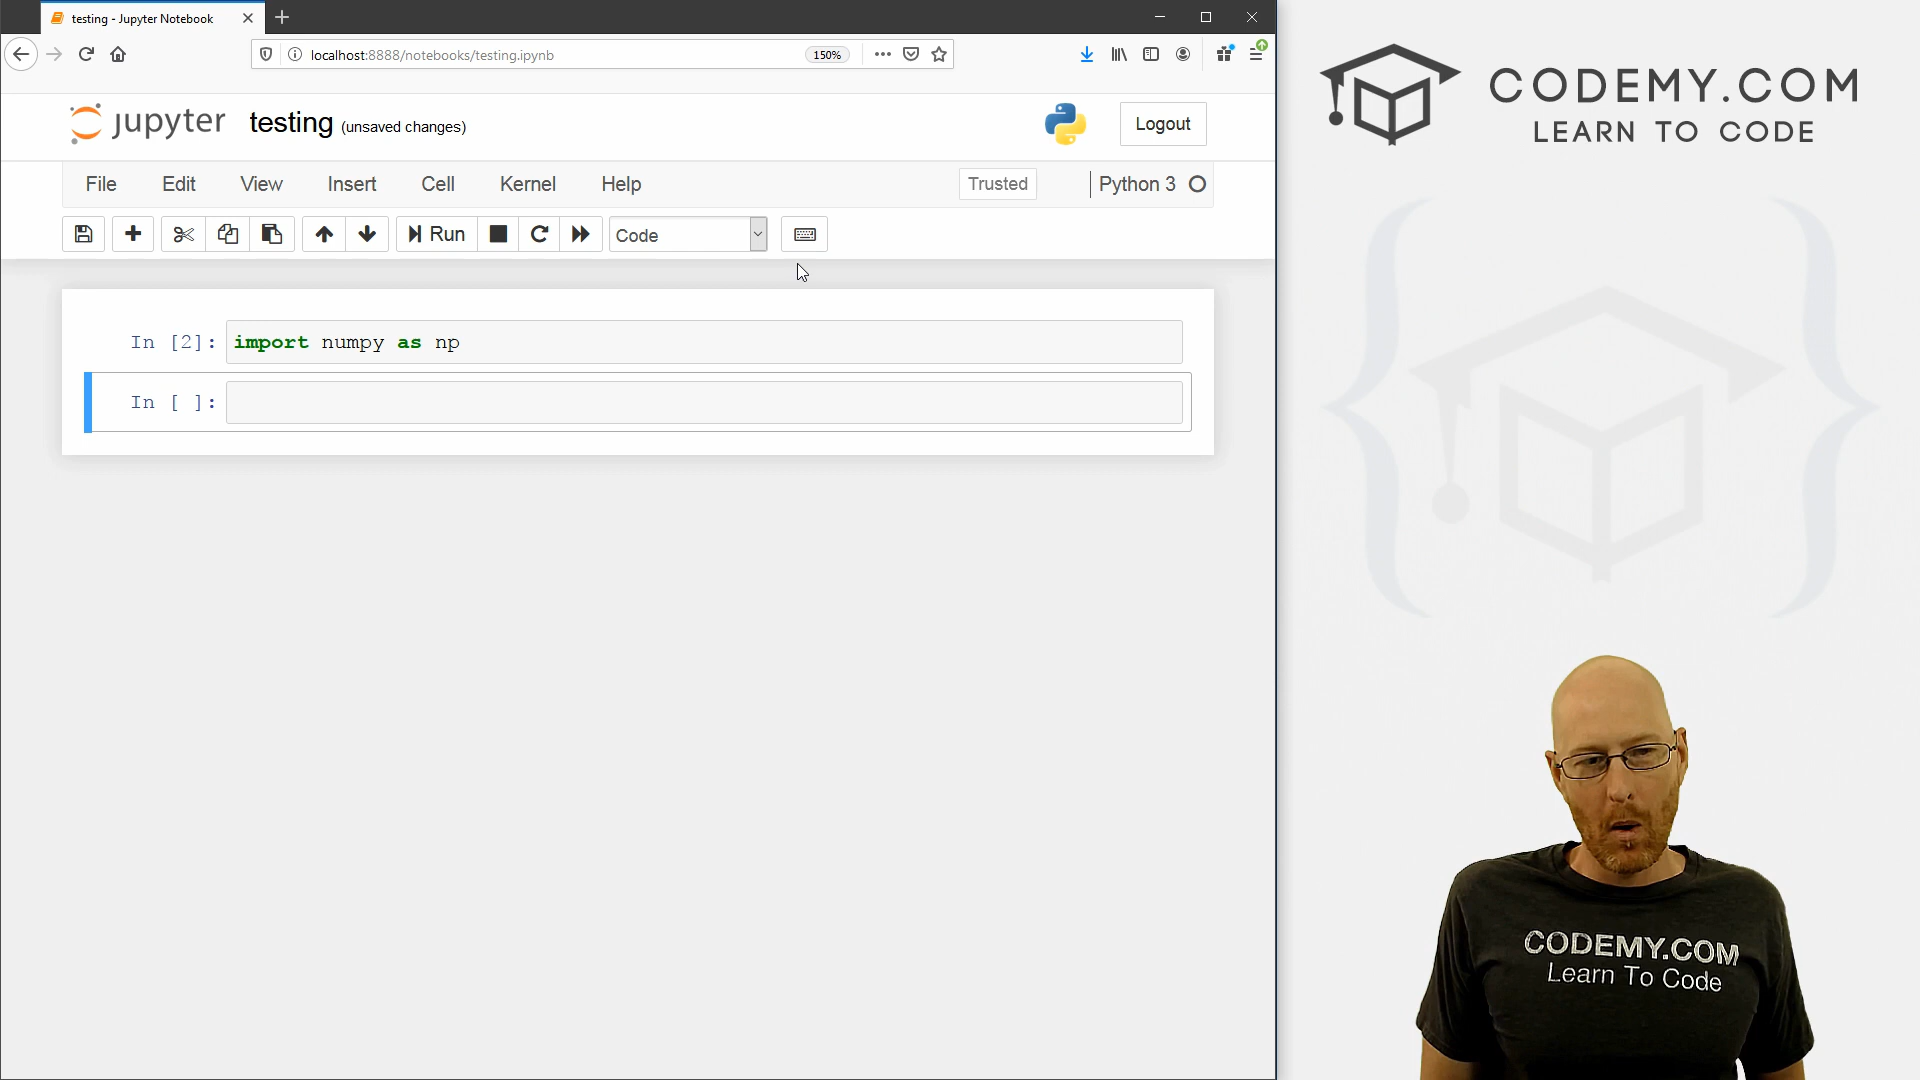 testing - Jupyter Notebook
localhost:8888/notebooks/testing.ipynb
150%
jupyter
testing (unsaved changes)
Logout
File Edit View Insert Cell Kernel Help
Trusted
Python 3
Run
Code
In [2]: import numpy as np
In [ ]:
CODEMY.COM
LEARN TO CODE
CODEMY.COM
Learn To Code